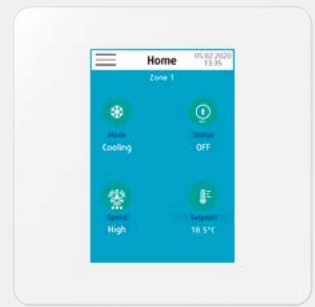 Home
05.02.2020
13:35
Zone 1
Mode
Cooling
Status
OFF
Speed
High
Setpoint
18.5°C